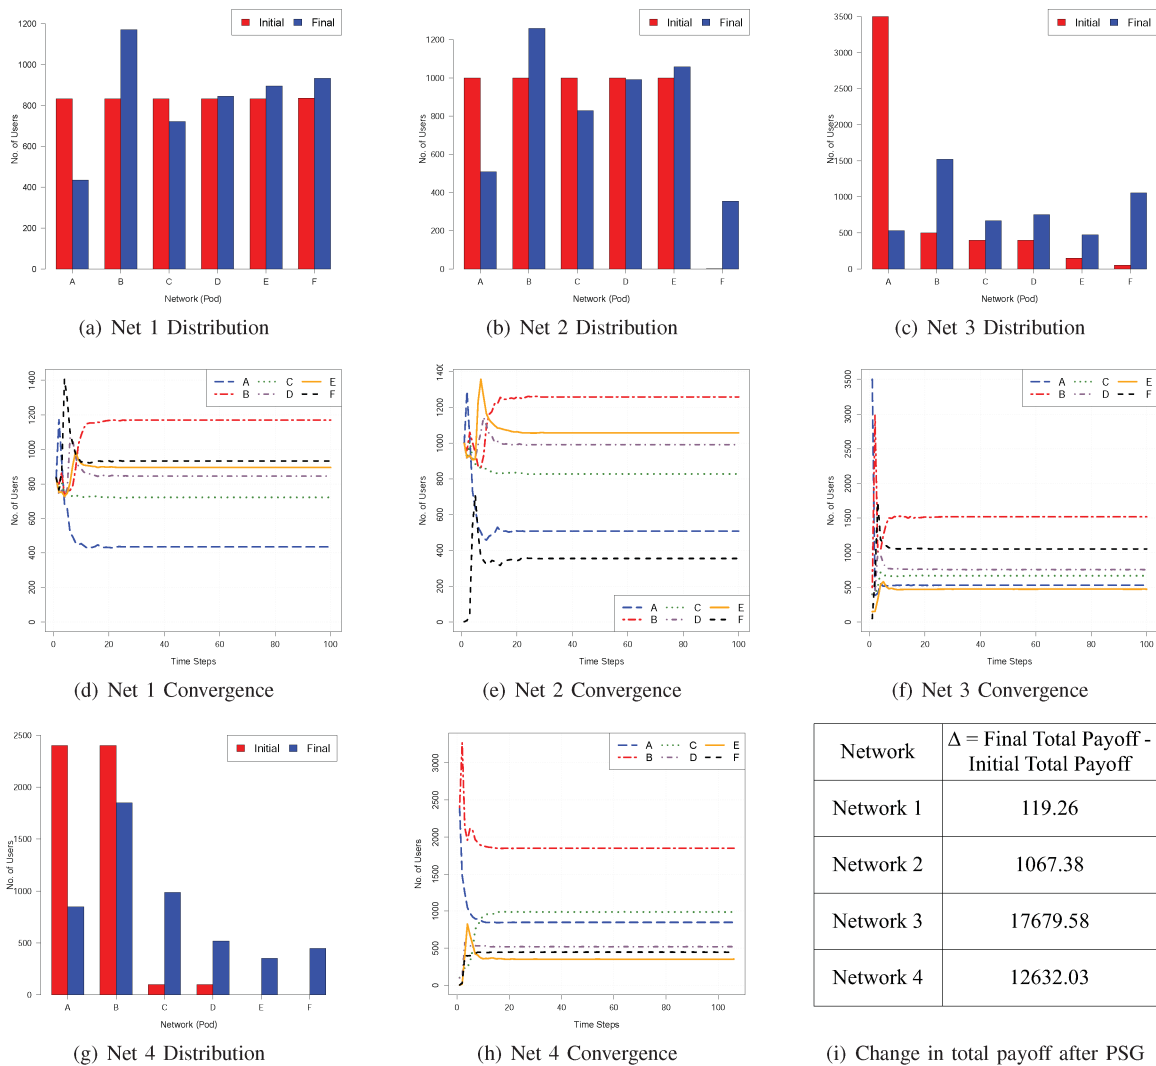 Initial Final
1200
1000
800
600
400
200
0
No. of Users
A B C D E F
Network (Pod)
(a) Net 1 Distribution
Initial Final
1200
1000
800
600
400
200
0
No. of Users
A B C D E F
Network (Pod)
(b) Net 2 Distribution
Initial Final
3500
3000
2500
2000
1500
1000
500
0
No. of Users
A B C D E F
Network (Pod)
(c) Net 3 Distribution
A C E
B D F
1400
1200
1000
800
600
400
200
0
No. of Users
0 20 40 60 80 100
Time Steps
(d) Net 1 Convergence
1200
1000
800
600
400
200
0
No. of Users
A C E
B D F
0 20 40 60 80 100
Time Steps
(e) Net 2 Convergence
A C E
B D F
3500
3000
2500
2000
1500
1000
500
0
No. of Users
0 20 40 60 80 100
Time Steps
(f) Net 3 Convergence
Initial Final
2500
2000
1500
1000
500
0
No. of Users
A B C D E F
Network (Pod)
(g) Net 4 Distribution
A C E
B D F
3000
2500
2000
1500
1000
500
0
No. of Users
0 20 40 60 80 100
Time Steps
(h) Net 4 Convergence
Network Δ = Final Total Payoff -
Initial Total Payoff
Network 1 119.26
Network 2 1067.38
Network 3 17679.58
Network 4 12632.03
(i) Change in total payoff after PSG